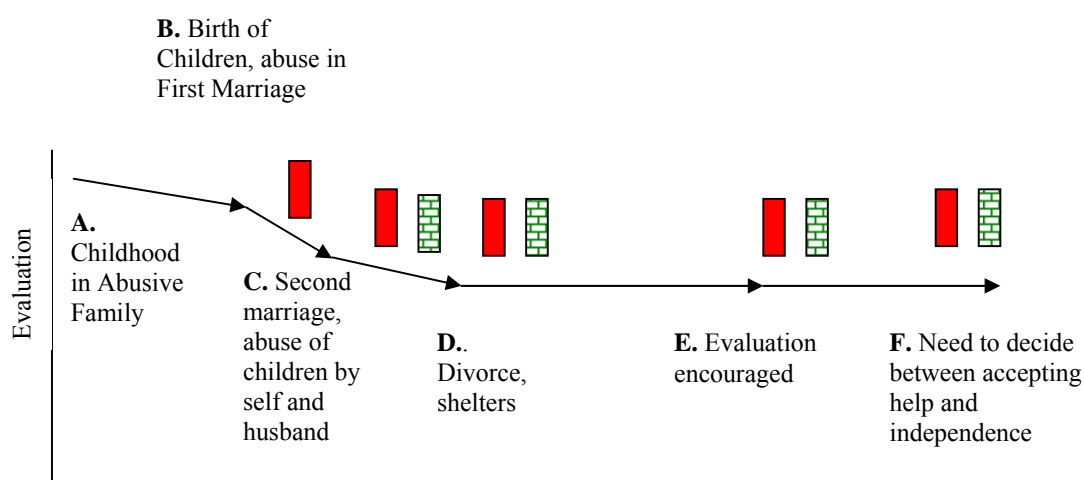 B. Birth of
Children, abuse in
First Marriage
Evaluation
A.
Childhood
in Abusive
Family
C. Second
marriage,
abuse of
children by
self and
husband
D..
Divorce,
shelters
E. Evaluation
encouraged
F. Need to decide
between accepting
help and
independence